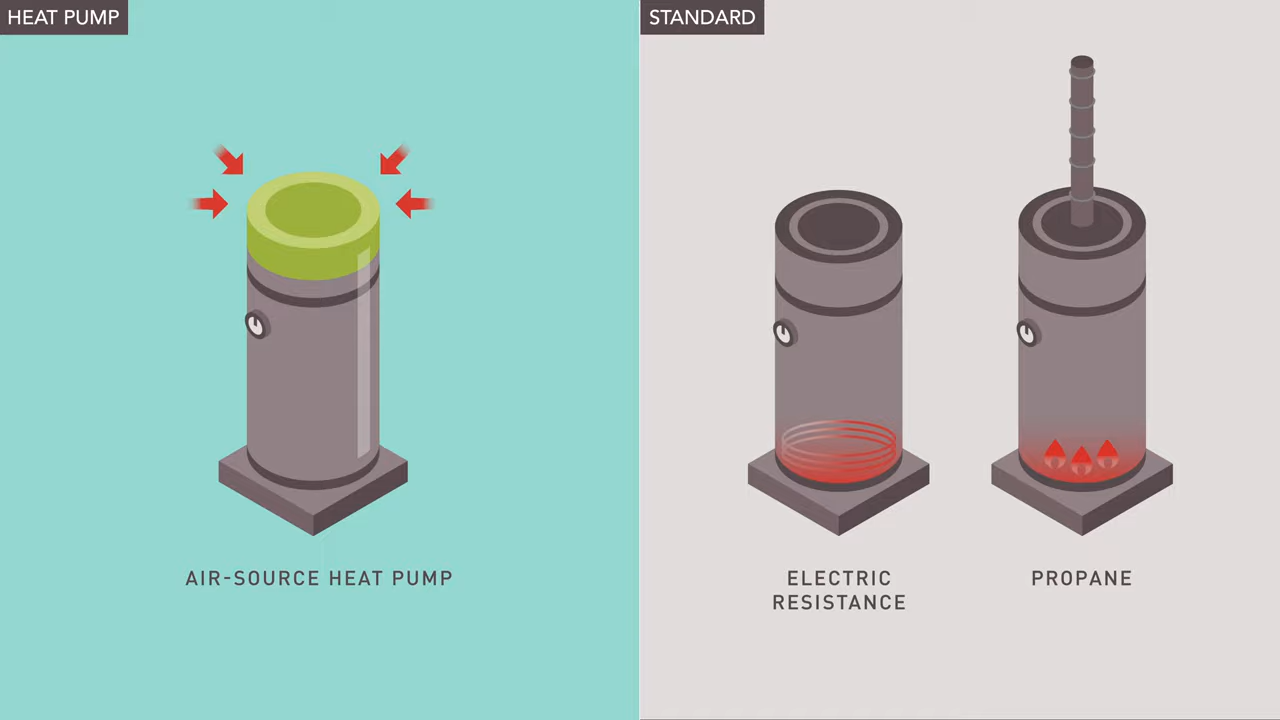 HEAT PUMP
STANDARD
AIR-SOURCE HEAT PUMP
ELECTRIC
RESISTANCE
PROPANE